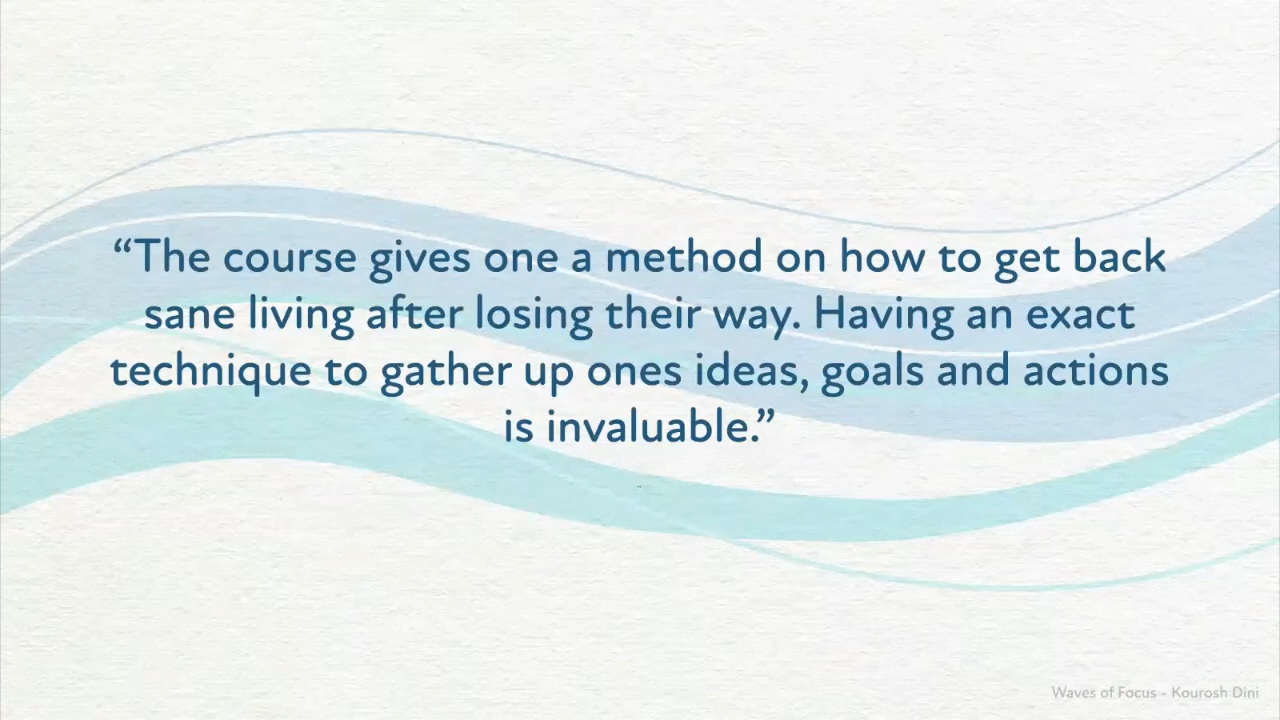 “The course gives one a method on how to get back
sane living after losing their way. Having an exact
technique to gather up ones ideas, goals and actions
is invaluable.”
Waves of Focus - Kourosh Dini